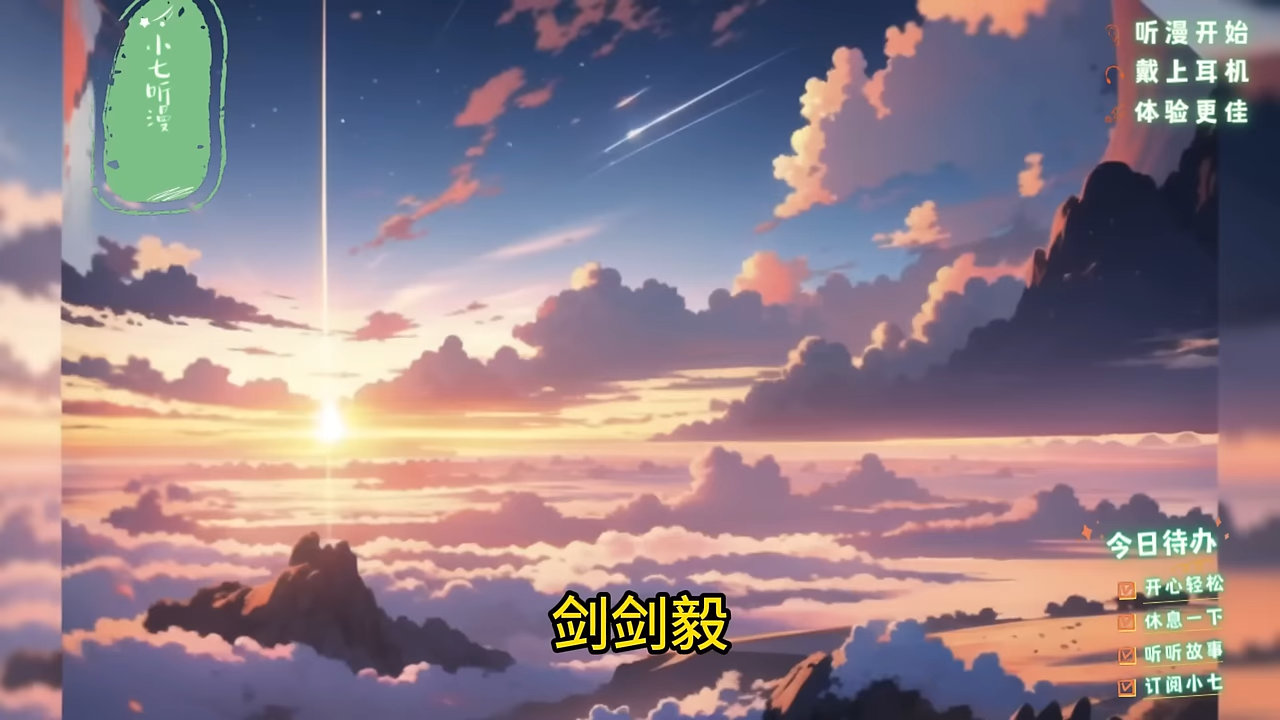 小七听漫
听漫开始
戴上耳机
体验更佳
剑剑毅
今日待办
开心轻松
休息一下
听听故事
订阅小七